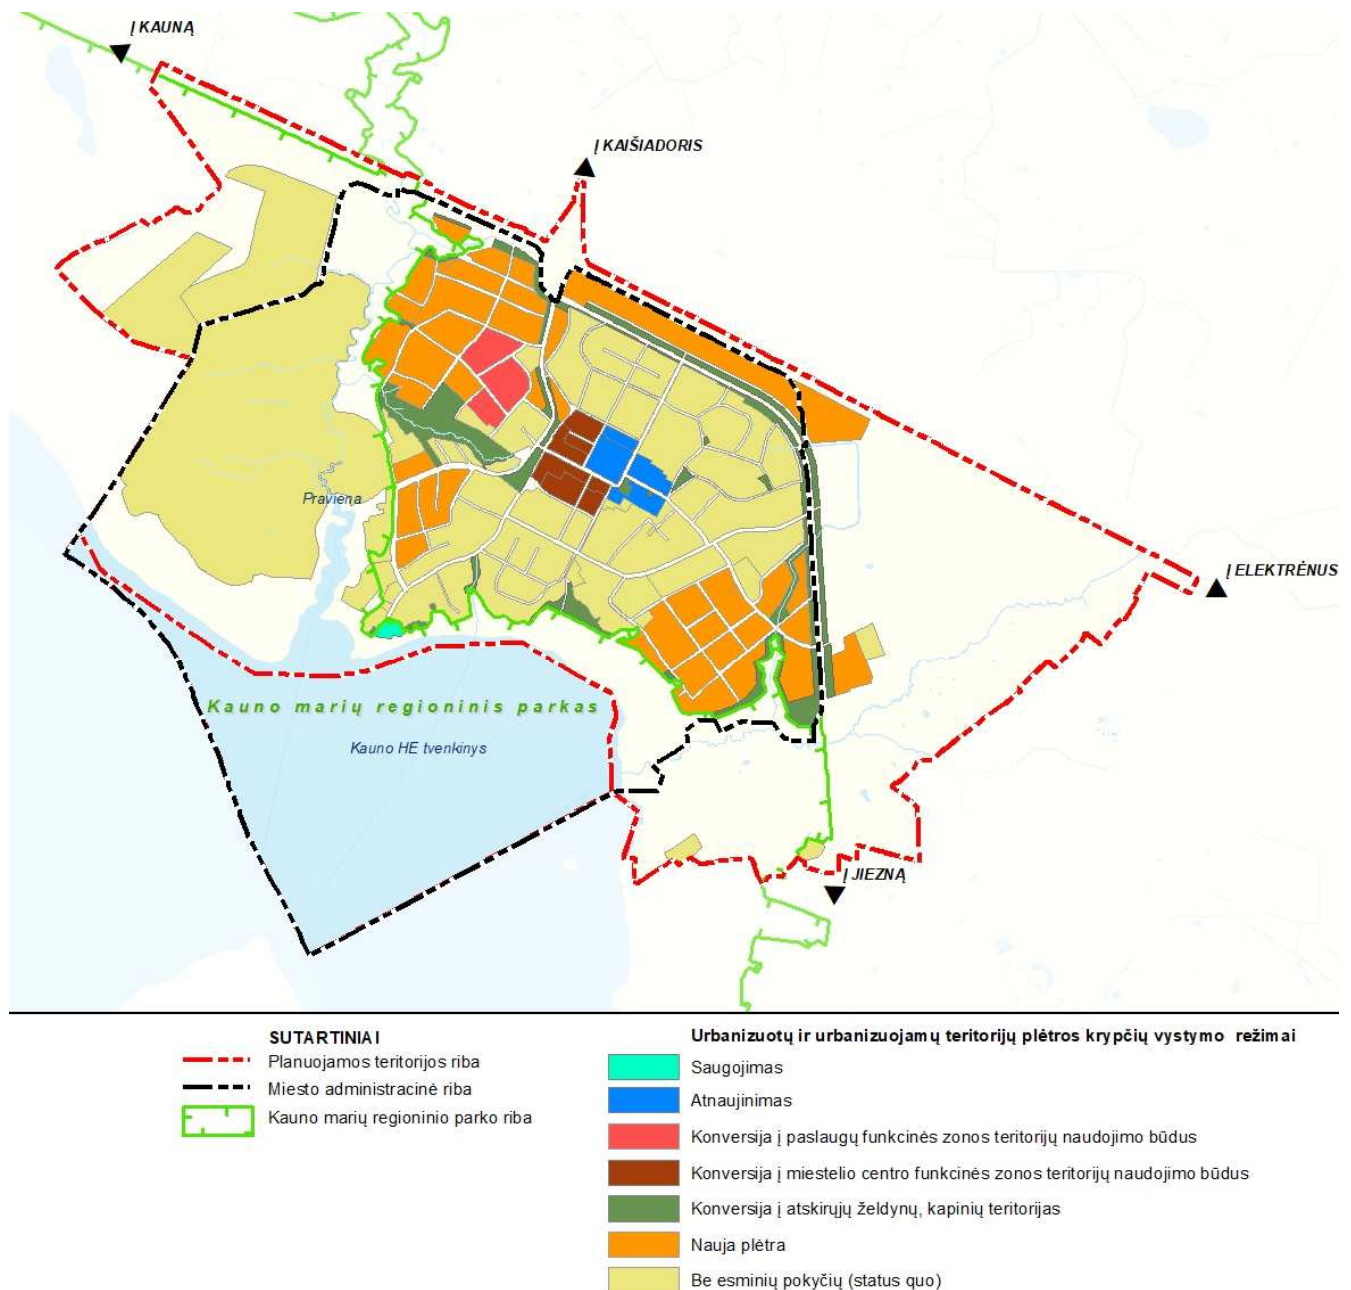 Į KAUNĄ
Į KAIŠIADORIS
Praviena
Į ELEKTRĖNUS
Kauno marių regioninis parkas
Kauno HE tvenkinys
Į JIEZNĄ
SUTARTINIAI
Planuojamos teritorijos riba
Miesto administracinė riba
Kauno marių regioninio parko riba
Urbanizuotų ir urbanizuojamų teritorijų plėtros krypčių vystymo režimai
Saugojimas
Atnaujinimas
Konversija į paslaugų funkcinės zonos teritorijų naudojimo būdus
Konversija į miestelio centro funkcinės zonos teritorijų naudojimo būdus
Konversija į atskirųjų želdynų, kapinių teritorijas
Nauja plėtra
Be esminių pokyčių (status quo)